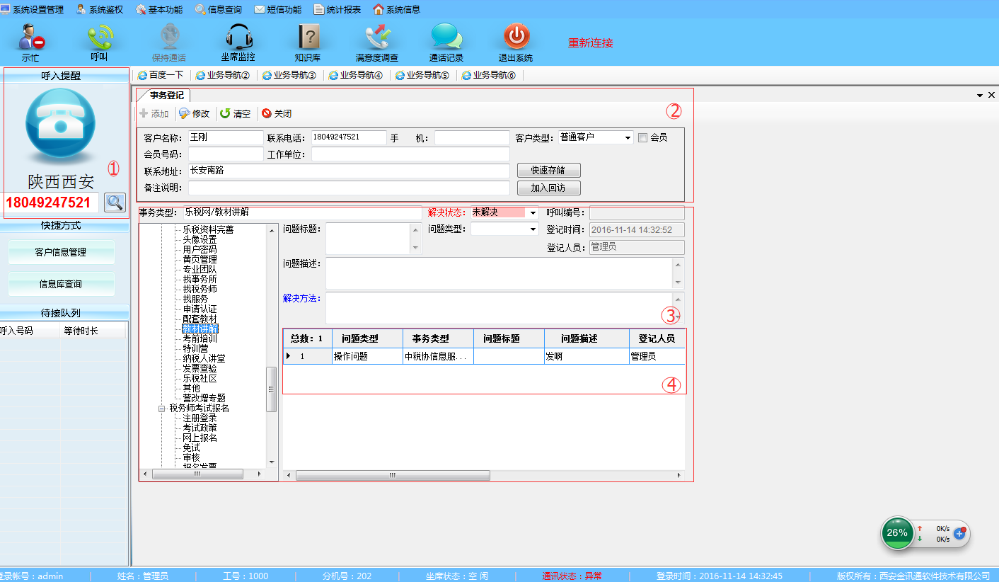 系统设置管理 系统鉴权 基本功能 信息查询 短信功能 统计报表 系统信息
示忙 呼叫 保持通话 坐席监控 知识库 满意度调查 通话记录 退出系统 重新连接
呼入提醒
陕西西安
①
18049247521
快捷方式
客户信息管理
信息库查询
待接队列
呼入号码 等待时长
百度一下 业务导航② 业务导航③ 业务导航④ 业务导航⑤ 业务导航⑥
事务登记
添加 修改 清空 关闭
②
客户名称： 王刚 联系电话： 18049247521 手 机： 客户类型： 普通客户 会员
会员号码： 工作单位：
联系地址： 长安南路 快速存储
备注说明： 加入回访
事务类型： 乐税网/教材讲解 解决状态： 未解决 呼叫编号：
乐税资料完善
头像设置
用户密码
黄页管理
专业团队
找事务所
找税务师
找服务
申请认证
配套教材
教材讲解
考前培训
特训营
纳税人讲堂
发票查验
乐税社区
其他
营改增专题
税务师考试报名
注册登录
考试政策
网上报名
免试
审核
报名发票
问题标题： 问题类型： 登记时间： 2016-11-14 14:32:52
登记人员： 管理员
问题描述：
解决方法：
③
总数：1 问题类型 事务类型 问题标题 问题描述 登记人员
1 操作问题 中税协信息服... 发啊 管理员
④
26% 0K/s
0K/s
登录帐号：admin 姓名：管理员 工号：1000 分机号：202 坐席状态：空 闲 通讯状态：异常 登录时间：2016-11-14 14:32:45 版权所有：西安金讯通软件技术有限公司